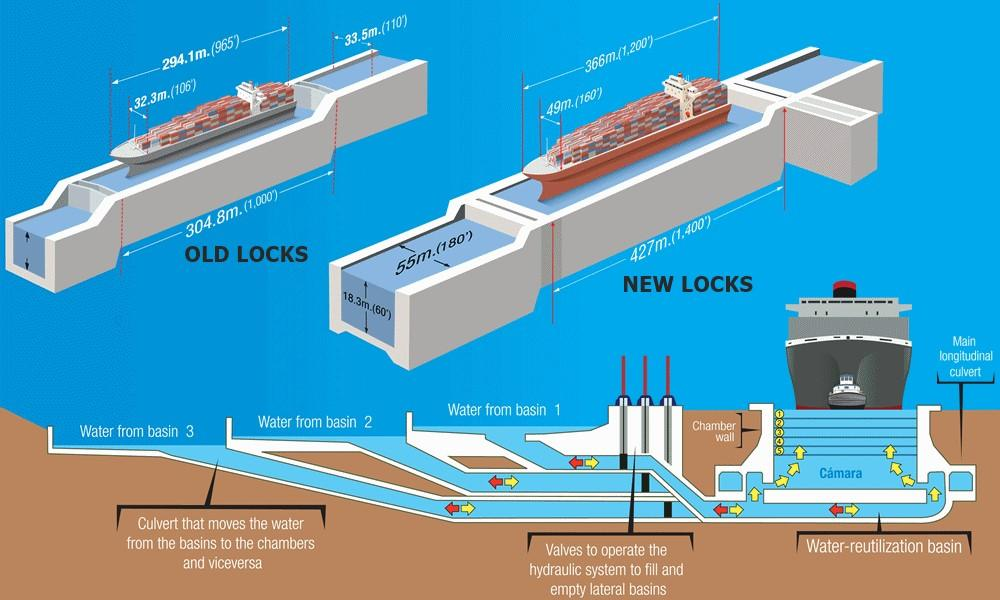 294.1m.(965')
33.5m.(110')
32.3m.(106')
304.8m.(1,000')
OLD LOCKS
366m.(1,200')
49m.(160')
55m.(180')
18.3m.(60')
427m.(1,400')
NEW LOCKS
Water from basin 3
Water from basin 2
Water from basin 1
Chamber
wall
1
2
3
4
5
Cámara
Main
longitudinal
culvert
Culvert that moves the water
from the basins to the chambers
and viceversa
Valves to operate the
hydraulic system to fill and
empty lateral basins
Water-reutilization basin